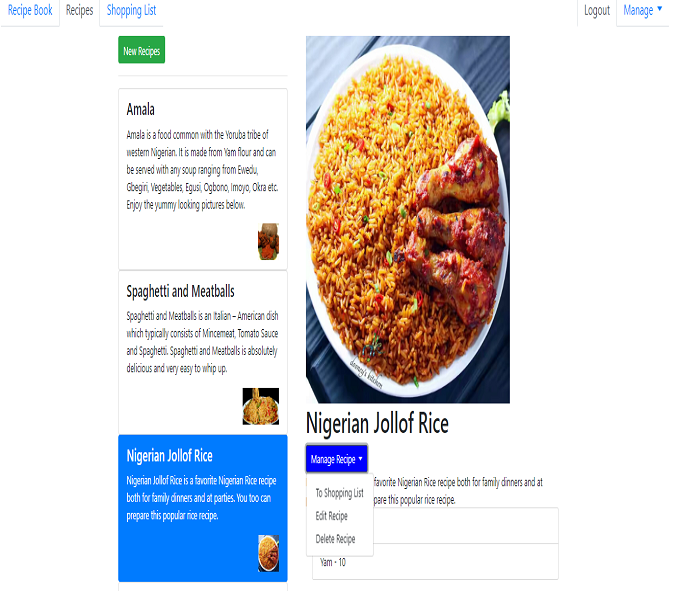 Recipe Book Recipes Shopping List Logout Manage
New Recipes
Amala
Amala is a food common with the Yoruba tribe of
western Nigerian. It is made from Yam flour and can
be served with any soup ranging from Ewedu,
Gbegiri, Vegetables, Egusi, Ogbono, Imoyo, Okra etc.
Enjoy the yummy looking pictures below.
Spaghetti and Meatballs
Spaghetti and Meatballs is an Italian – American dish
which typically consists of Mincemeat, Tomato Sauce
and Spaghetti. Spaghetti and Meatballs is absolutely
delicious and very easy to whip up.
Nigerian Jollof Rice
Nigerian Jollof Rice is a favorite Nigerian Rice recipe
both for family dinners and at parties. You too can
prepare this popular rice recipe.
dooney's kitchen
Nigerian Jollof Rice
Manage Recipe
To Shopping List
Edit Recipe
Delete Recipe
favorite Nigerian Rice recipe both for family dinners and at
pare this popular rice recipe.
Yam - 10